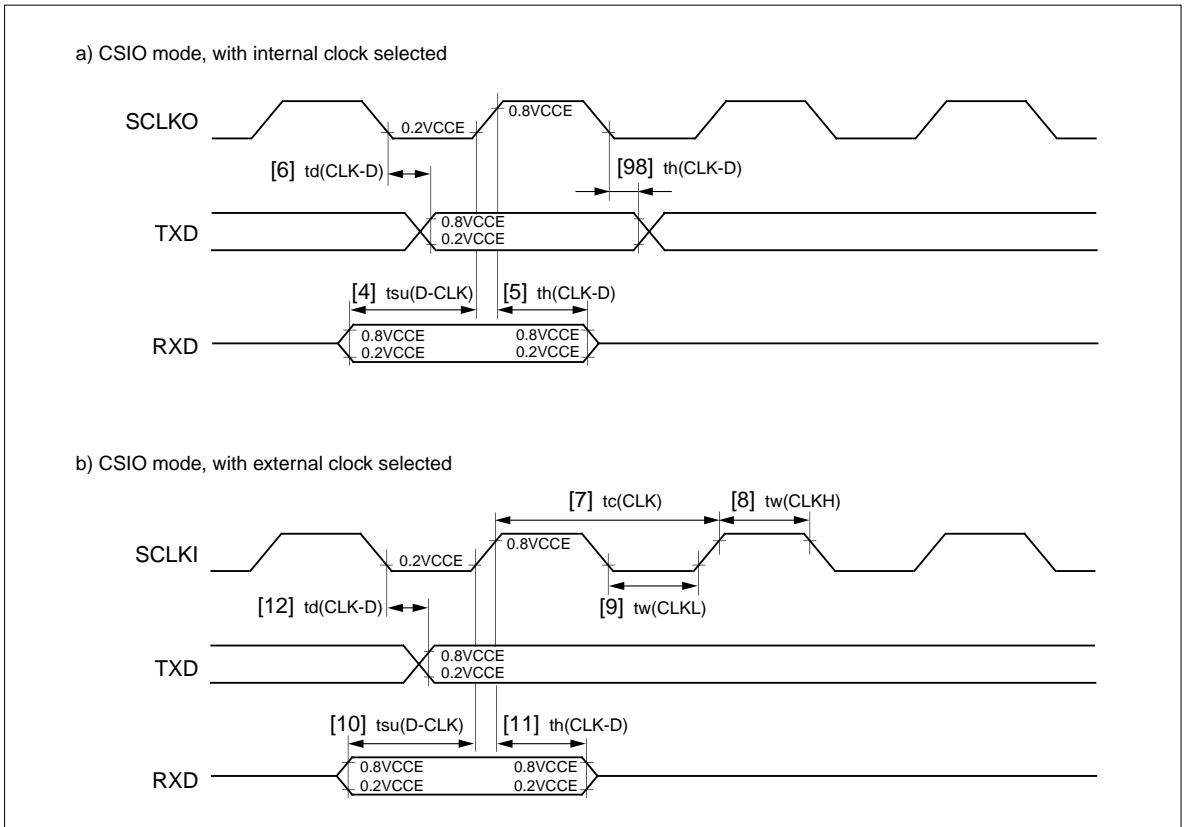 a) CSIO mode, with internal clock selected
SCLKO
0.2VCCE
0.8VCCE
[6] td(CLK-D)
[98] th(CLK-D)
TXD
0.8VCCE
0.2VCCE
[4] tsu(D-CLK)
[5] th(CLK-D)
RXD
0.8VCCE
0.8VCCE
0.2VCCE
0.2VCCE
b) CSIO mode, with external clock selected
[7] tc(CLK)
[8] tw(CLKH)
SCLKI
0.2VCCE
0.8VCCE
[12] td(CLK-D)
[9] tw(CLKL)
TXD
0.8VCCE
0.2VCCE
[10] tsu(D-CLK)
[11] th(CLK-D)
RXD
0.8VCCE
0.8VCCE
0.2VCCE
0.2VCCE